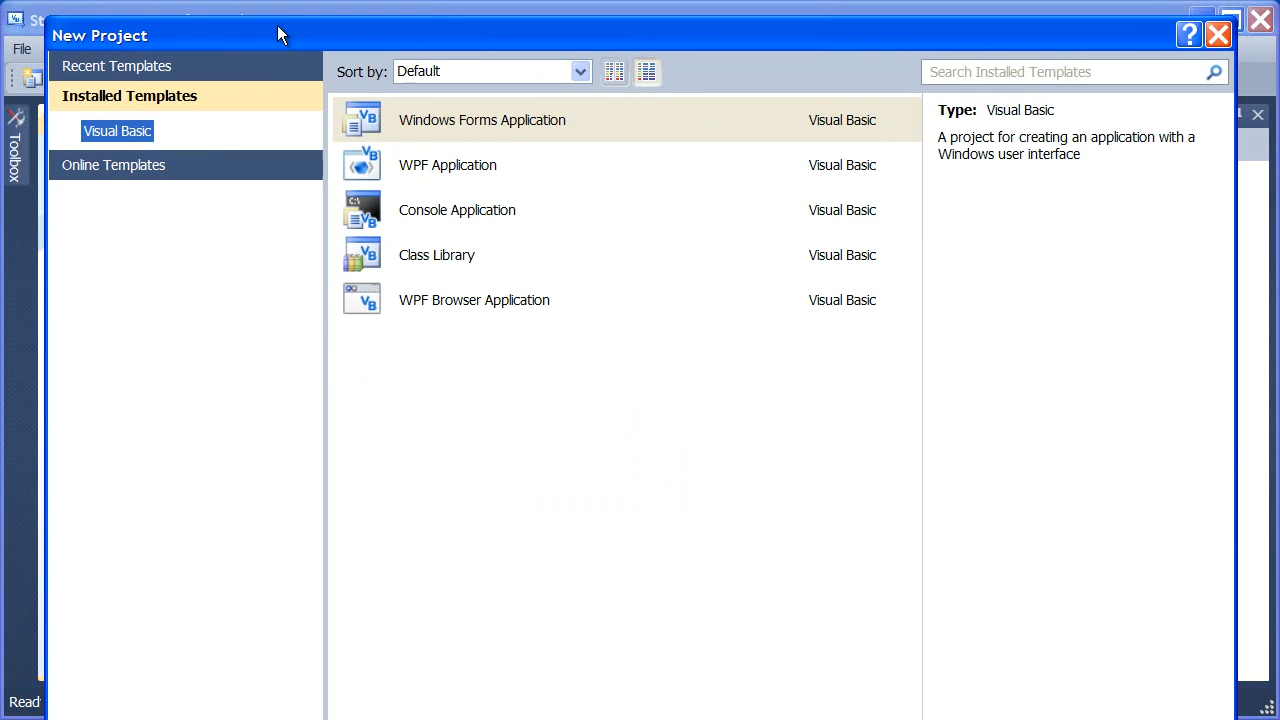 St
New Project
File
Recent Templates
Installed Templates
Visual Basic
Online Templates
Toolbox
Sort by: Default
Search Installed Templates
Windows Forms Application Visual Basic
WPF Application Visual Basic
Console Application Visual Basic
Class Library Visual Basic
WPF Browser Application Visual Basic
Type: Visual Basic
A project for creating an application with a
Windows user interface
Ready